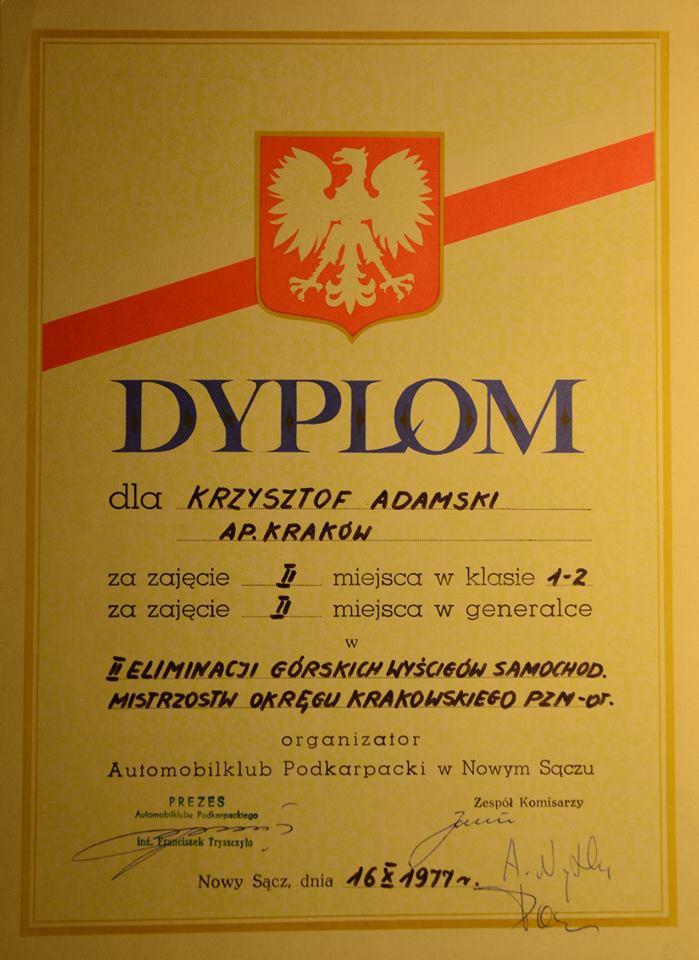 DYPLOM
dla KRZYSZTOF ADAMSKI
AP. KRAKÓW
za zajęcie II miejsca w klasie 1-2
za zajęcie II miejsca w generalce
w
II ELIMINACJI GÓRSKICH WYŚCIGÓW SAMOCHOD.
MISTRZOSTW OKRĘGU KRAKOWSKIEGO PZM-OT.
organizator
Automobilklub Podkarpacki w Nowym Sączu
PREZES
Automobilklubu Podkarpackiego
inż. Franciszek Tryszczyło
Zespół Komisarzy
Nowy Sącz, dnia 16 X 1977 r.